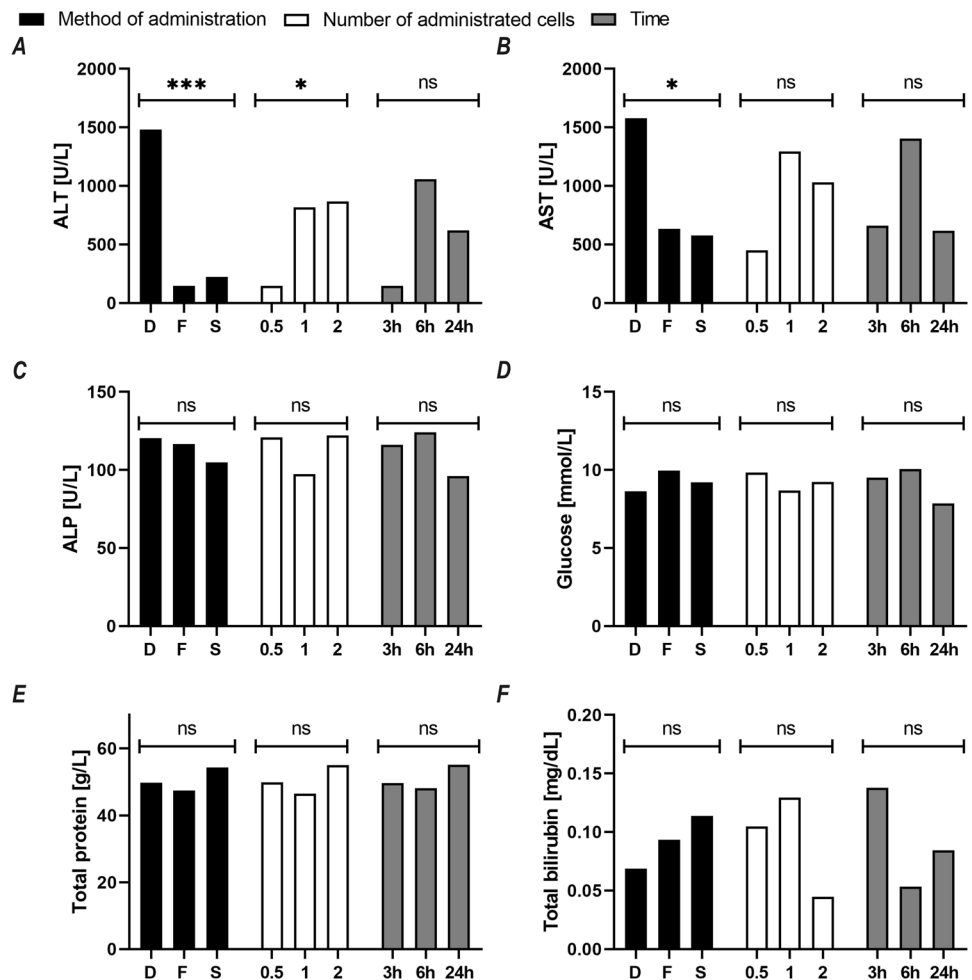 Method of administration Number of administrated cells Time
A
ALT [U/L]
2000
1500
1000
500
0
*** * ns
D F S 0.5 1 2 3h 6h 24h
B
AST [U/L]
2000
1500
1000
500
0
* ns ns
D F S 0.5 1 2 3h 6h 24h
C
ALP [U/L]
150
100
50
0
ns ns ns
D F S 0.5 1 2 3h 6h 24h
D
Glucose [mmol/L]
15
10
5
0
ns ns ns
D F S 0.5 1 2 3h 6h 24h
E
Total protein [g/L]
60
40
20
0
ns ns ns
D F S 0.5 1 2 3h 6h 24h
F
Total bilirubin [mg/dL]
0.20
0.15
0.10
0.05
0.00
ns ns ns
D F S 0.5 1 2 3h 6h 24h